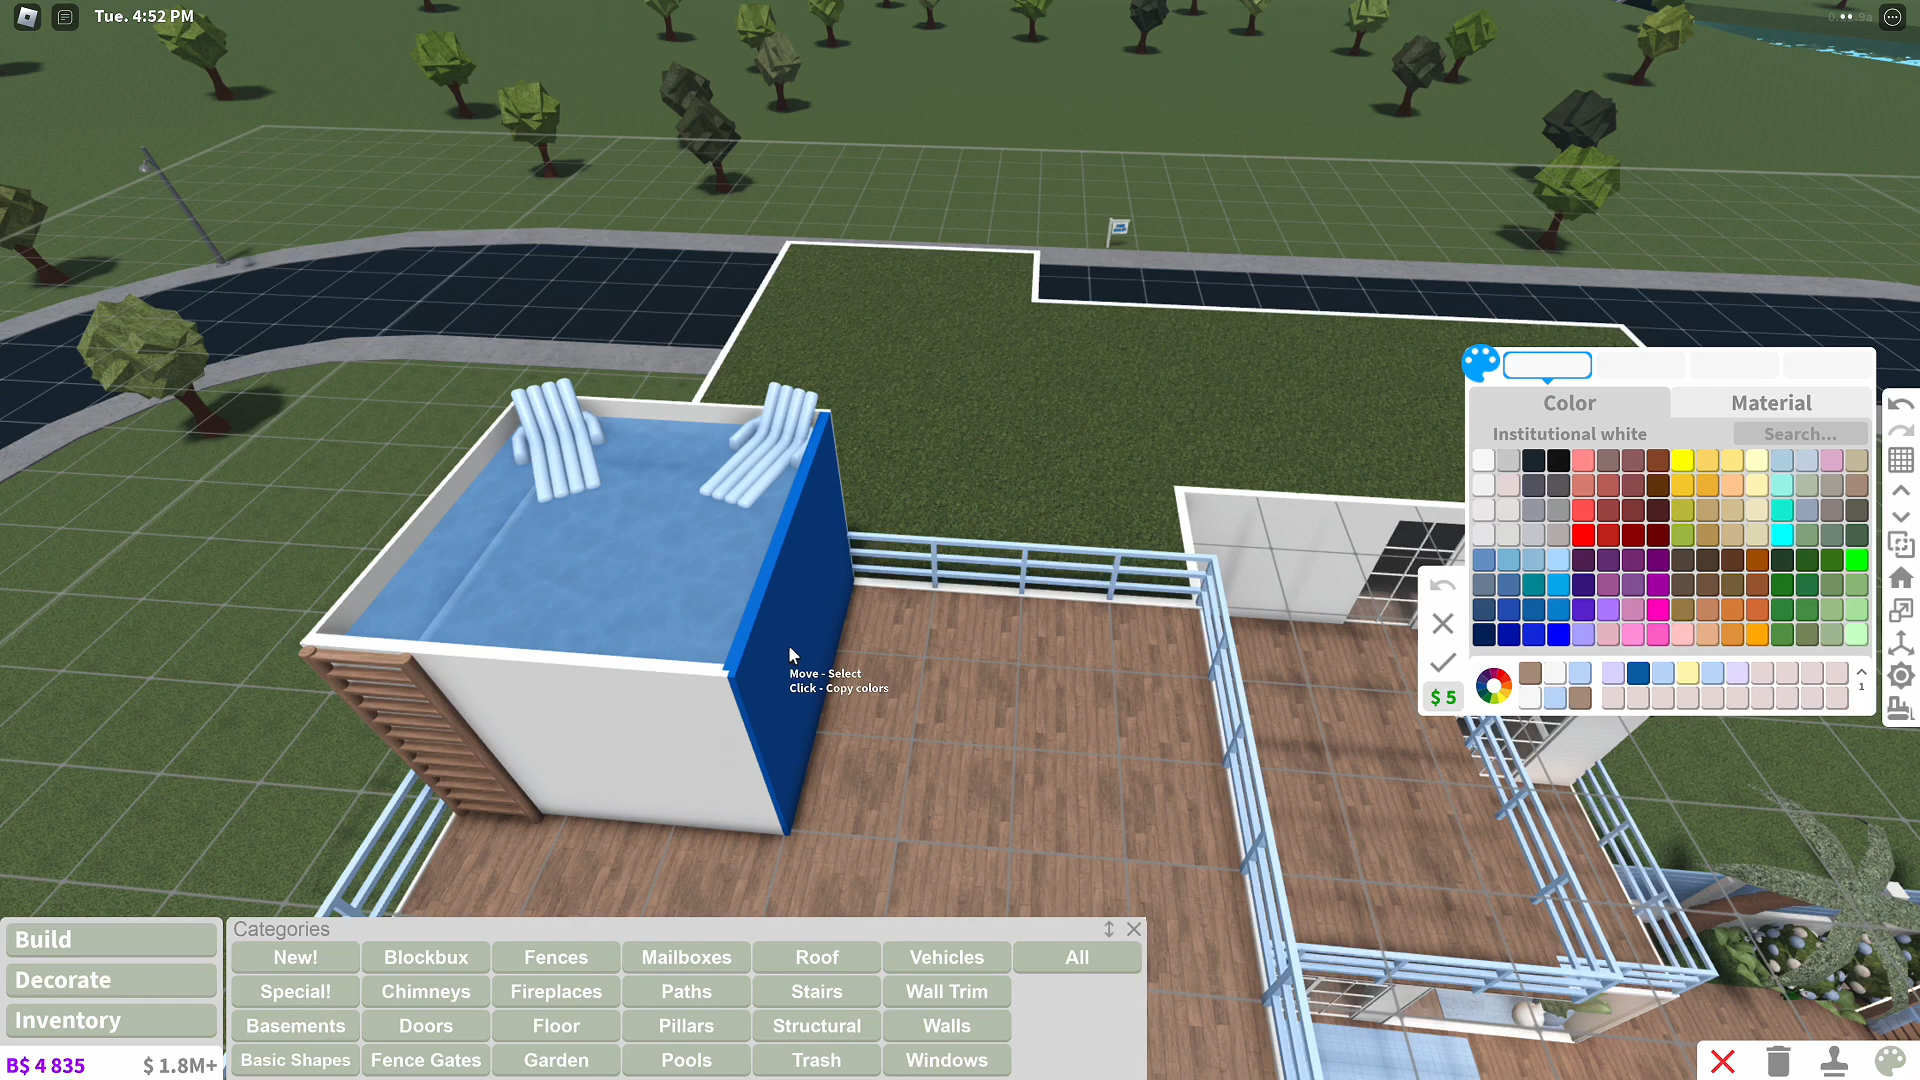 Tue. 4:52 PM
Color
Material
Institutional white
Search...
Move - Select
Click - Copy colors
$ 5
1
Build
Decorate
Inventory
B$ 4 835
$ 1.8M+
Categories
New!
Blockbux
Fences
Mailboxes
Roof
Vehicles
All
Special!
Chimneys
Fireplaces
Paths
Stairs
Wall Trim
Basements
Doors
Floor
Pillars
Structural
Walls
Basic Shapes
Fence Gates
Garden
Pools
Trash
Windows